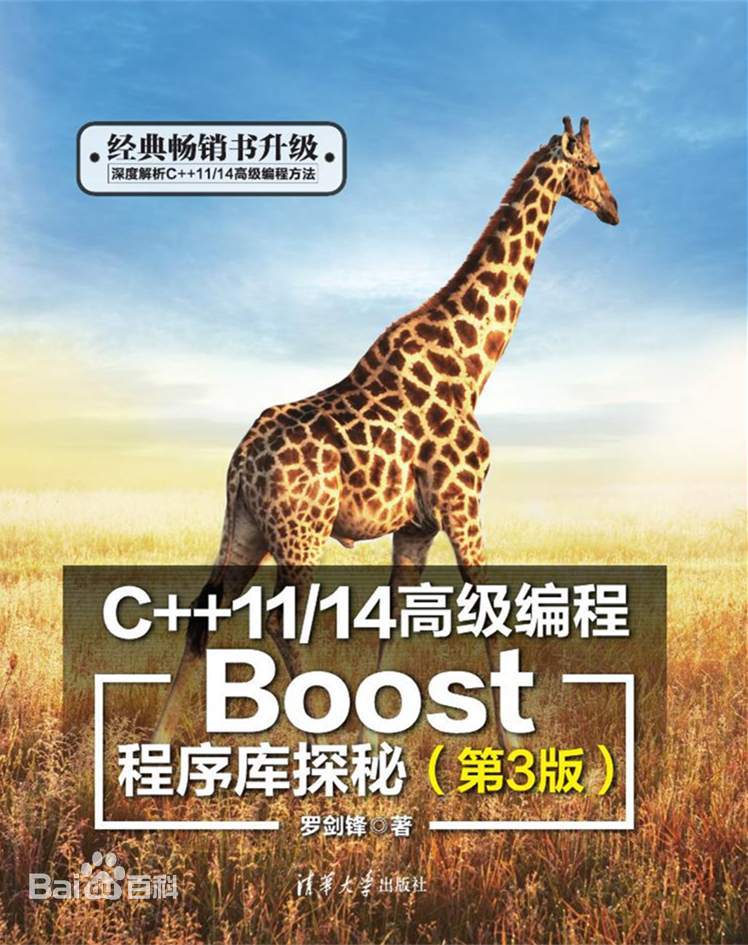 经典畅销书升级
深度解析C++11/14高级编程方法
C++11/14高级编程
Boost
程序库探秘（第3版）
罗剑锋◎著
Bai百科
清华大学出版社